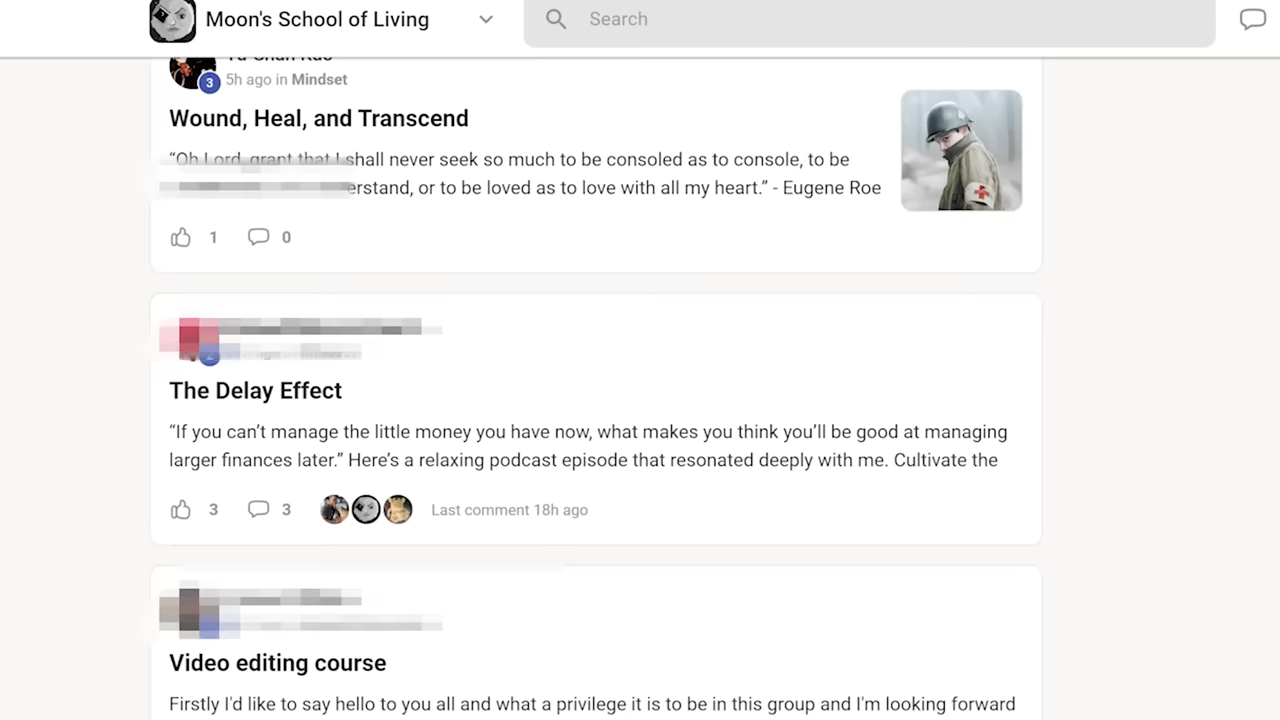 Moon's School of Living
Search
3
5h ago in Mindset
Wound, Heal, and Transcend
“Oh Lord, grant that I shall never seek so much to be consoled as to console, to be
erstand, or to be loved as to love with all my heart.” - Eugene Roe
1 0
2
The Delay Effect
“If you can’t manage the little money you have now, what makes you think you’ll be good at managing
larger finances later.” Here’s a relaxing podcast episode that resonated deeply with me. Cultivate the
3 3 Last comment 18h ago
Video editing course
Firstly I'd like to say hello to you all and what a privilege it is to be in this group and I'm looking forward